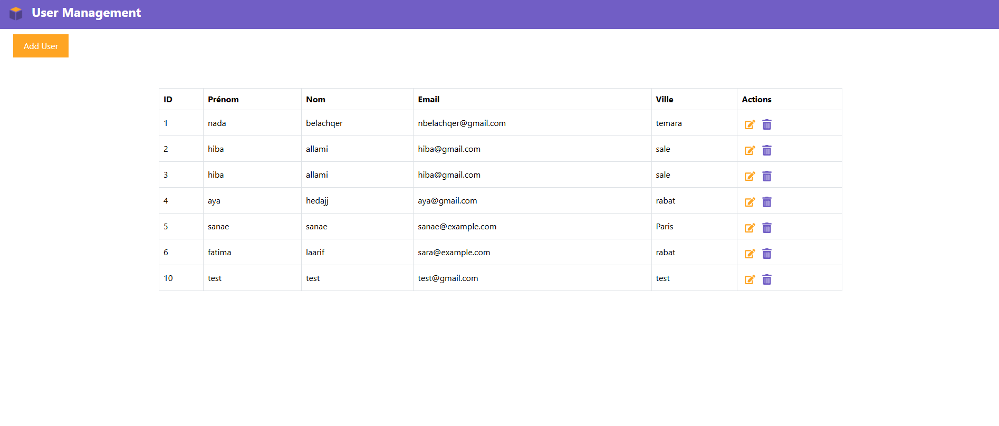 User Management
Add User
ID Prénom Nom Email Ville Actions
1 nada belachqer nbelachqer@gmail.com temara
2 hiba allami hiba@gmail.com sale
3 hiba allami hiba@gmail.com sale
4 aya hedajj aya@gmail.com rabat
5 sanae sanae sanae@example.com Paris
6 fatima laarif sara@example.com rabat
10 test test test@gmail.com test